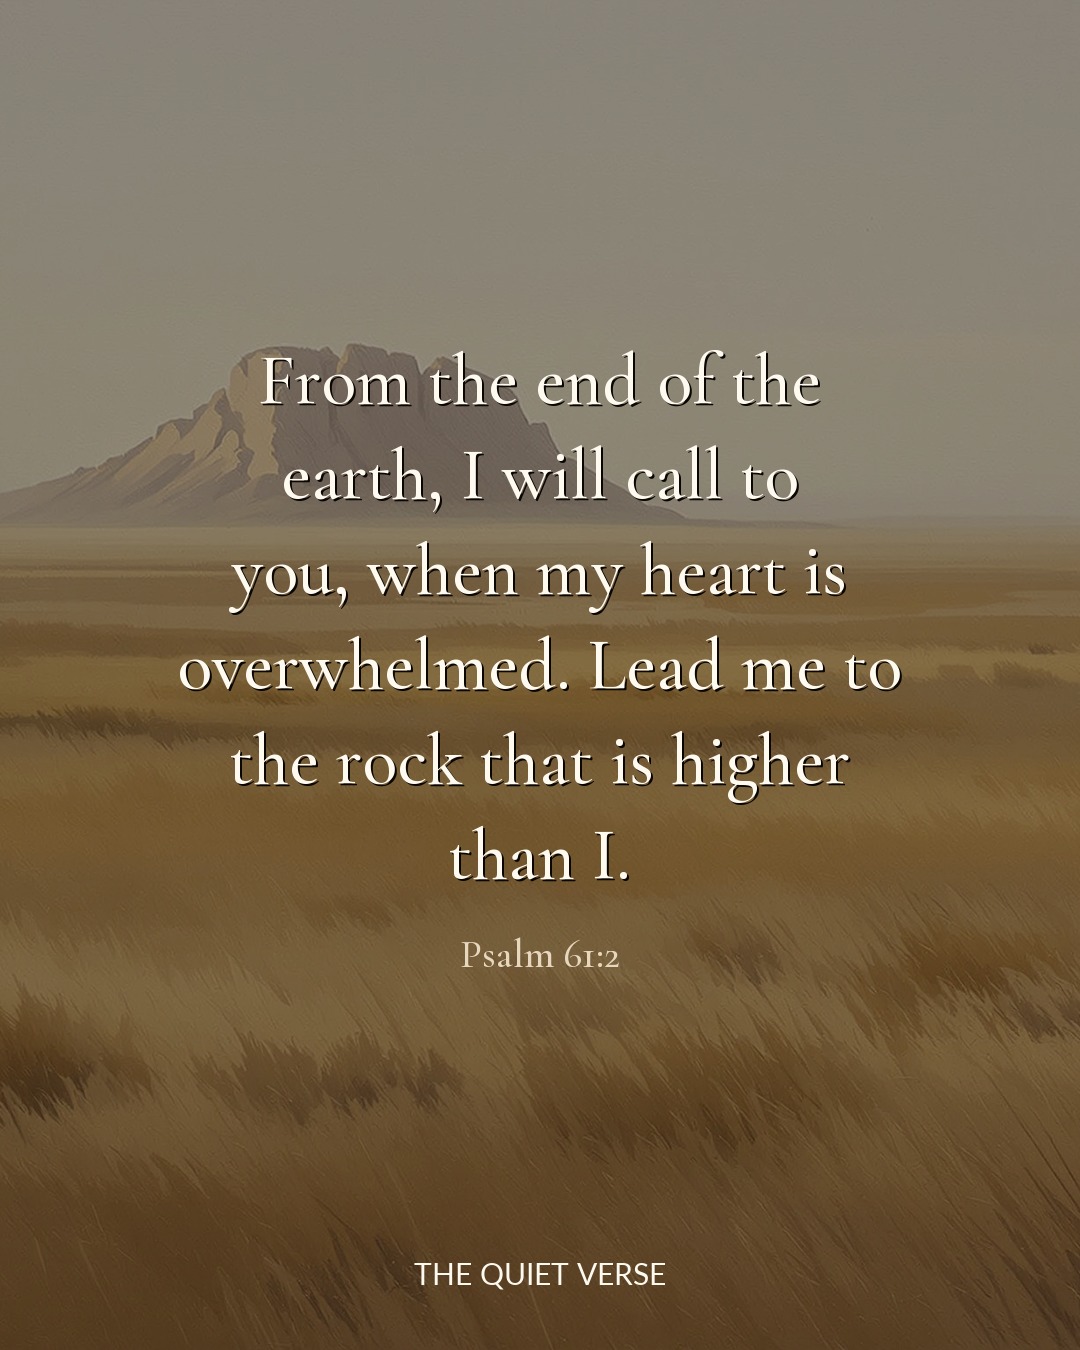 From the end of the
earth, I will call to
you, when my heart is
overwhelmed. Lead me to
the rock that is higher
than I.
Psalm 61:2
THE QUIET VERSE